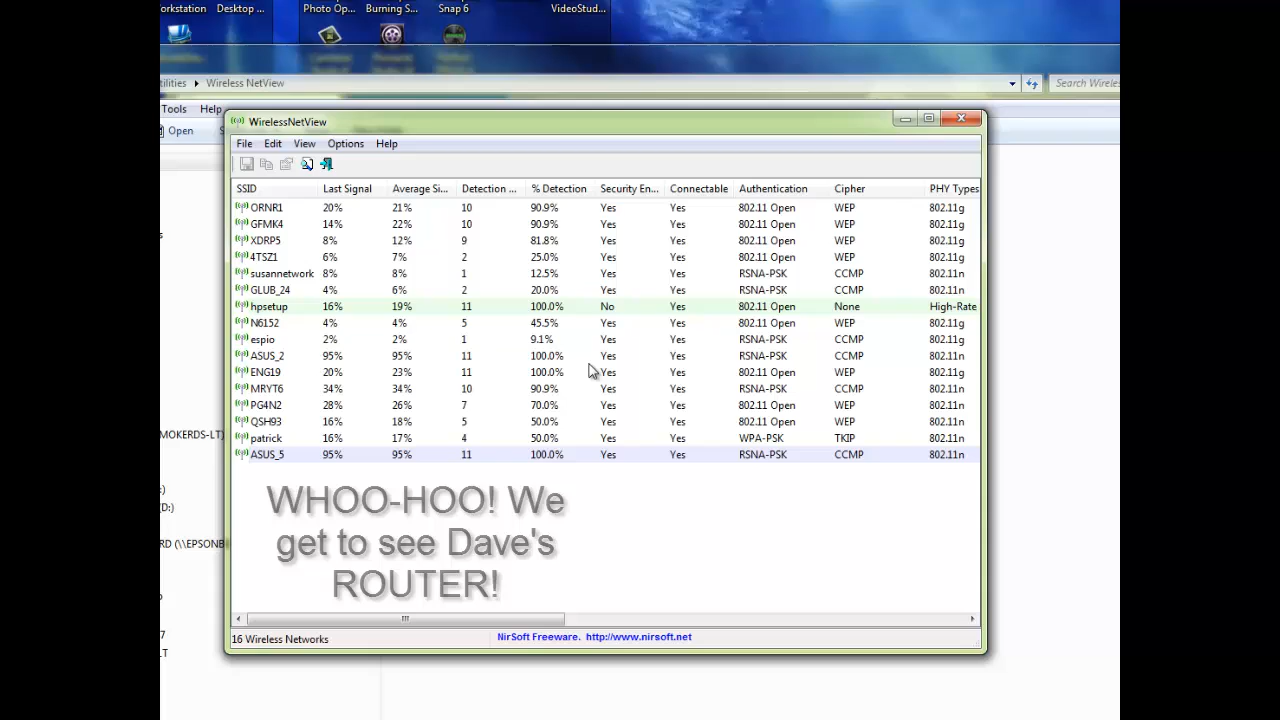 orkstation Desktop ... Photo Op... Burning S... Snap 6 VideoStud...
tilities Wireless NetView Search Wirele
Tools Help
Open
WirelessNetView
File Edit View Options Help
SSID Last Signal Average Si... Detection ... % Detection Security En... Connectable Authentication Cipher PHY Types
ORNR1 20% 21% 10 90.9% Yes Yes 802.11 Open WEP 802.11g
GFMK4 14% 22% 10 90.9% Yes Yes 802.11 Open WEP 802.11g
XDRP5 8% 12% 9 81.8% Yes Yes 802.11 Open WEP 802.11g
4TSZ1 6% 7% 2 25.0% Yes Yes 802.11 Open WEP 802.11g
susannetwork 8% 8% 1 12.5% Yes Yes RSNA-PSK CCMP 802.11n
GLUB_24 4% 6% 2 20.0% Yes Yes RSNA-PSK CCMP 802.11n
hpsetup 16% 19% 11 100.0% No Yes 802.11 Open None High-Rate
N6152 4% 4% 5 45.5% Yes Yes 802.11 Open WEP 802.11g
espio 2% 2% 1 9.1% Yes Yes RSNA-PSK CCMP 802.11n
ASUS_2 95% 95% 11 100.0% Yes Yes RSNA-PSK CCMP 802.11n
ENG19 20% 23% 11 100.0% Yes Yes 802.11 Open WEP 802.11g
MRYT6 34% 34% 10 90.9% Yes Yes RSNA-PSK CCMP 802.11n
PG4N2 28% 26% 7 70.0% Yes Yes 802.11 Open WEP 802.11n
QSH93 16% 18% 5 50.0% Yes Yes 802.11 Open WEP 802.11n
patrick 16% 17% 4 50.0% Yes Yes WPA-PSK TKIP 802.11n
MOKERDS-LT)
ASUS_5 95% 95% 11 100.0% Yes Yes RSNA-PSK CCMP 802.11n
:)
WHOO-HOO! We
(D:)
get to see Dave's
RD (\\EPSONB
ROUTER!
7
16 Wireless Networks NirSoft Freeware. http://www.nirsoft.net
LT